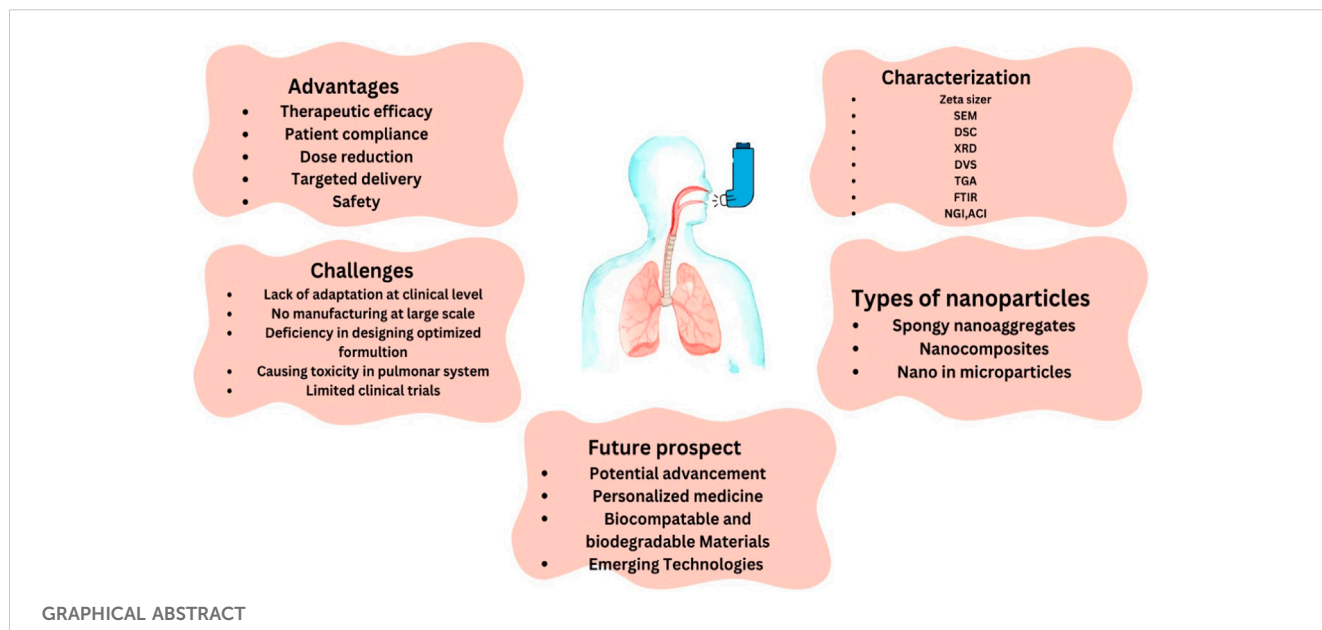 Advantages
• Therapeutic efficacy
• Patient compliance
• Dose reduction
• Targeted delivery
• Safety
Challenges
• Lack of adaptation at clinical level
• No manufacturing at large scale
• Deficiency in designing optimized
formultion
• Causing toxicity in pulmonar system
• Limited clinical trials
Characterization
• Zeta sizer
• SEM
• DSC
• XRD
• DVS
• TGA
• FTIR
• NGI,ACI
Types of nanoparticles
• Spongy nanoaggregates
• Nanocomposites
• Nano in microparticles
Future prospect
• Potential advancement
• Personalized medicine
• Biocompatable and
biodegradable Materials
• Emerging Technologies
GRAPHICAL ABSTRACT